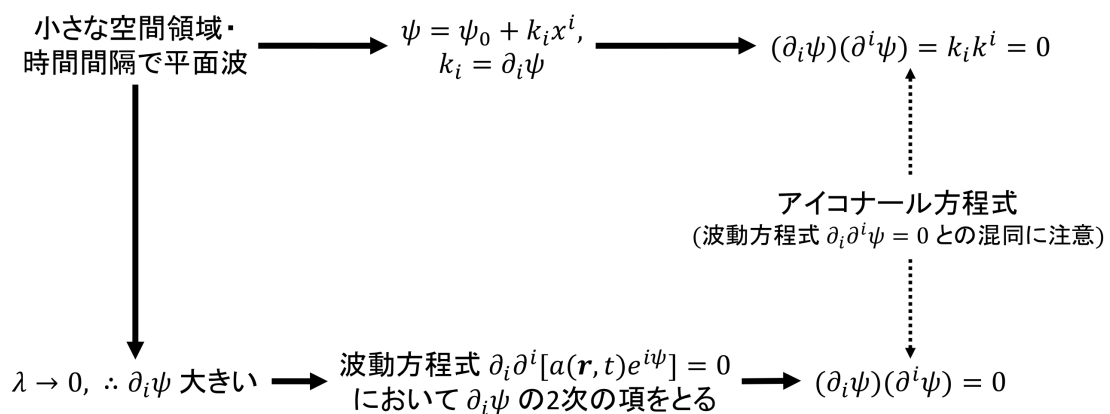 小さな空間領域・
時間間隔で平面波
ψ = ψ₀ + kᵢxⁱ,
kᵢ = ∂ᵢψ
(∂ᵢψ)(∂ⁱψ) = kᵢkⁱ = 0
アイコナール方程式
(波動方程式 ∂ᵢ∂ⁱψ = 0 との混同に注意)
λ → 0, ∴ ∂ᵢψ 大きい
波動方程式 ∂ᵢ∂ⁱ[a(𝒓, t)e^{iψ}] = 0
において ∂ᵢψ の2次の項をとる
(∂ᵢψ)(∂ⁱψ) = 0